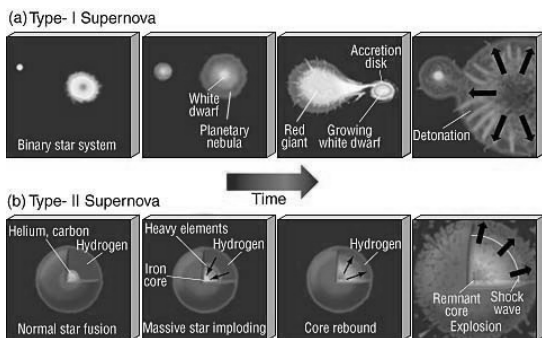 (a) Type- I Supernova
Binary star system
White
dwarf
Planetary
nebula
Accretion
disk
Red
giant
Growing
white dwarf
Detonation
Time
(b) Type- II Supernova
Helium, carbon
Hydrogen
Normal star fusion
Heavy elements
Hydrogen
Iron
core
Massive star imploding
Hydrogen
Core rebound
Remnant
core
Shock
wave
Explosion